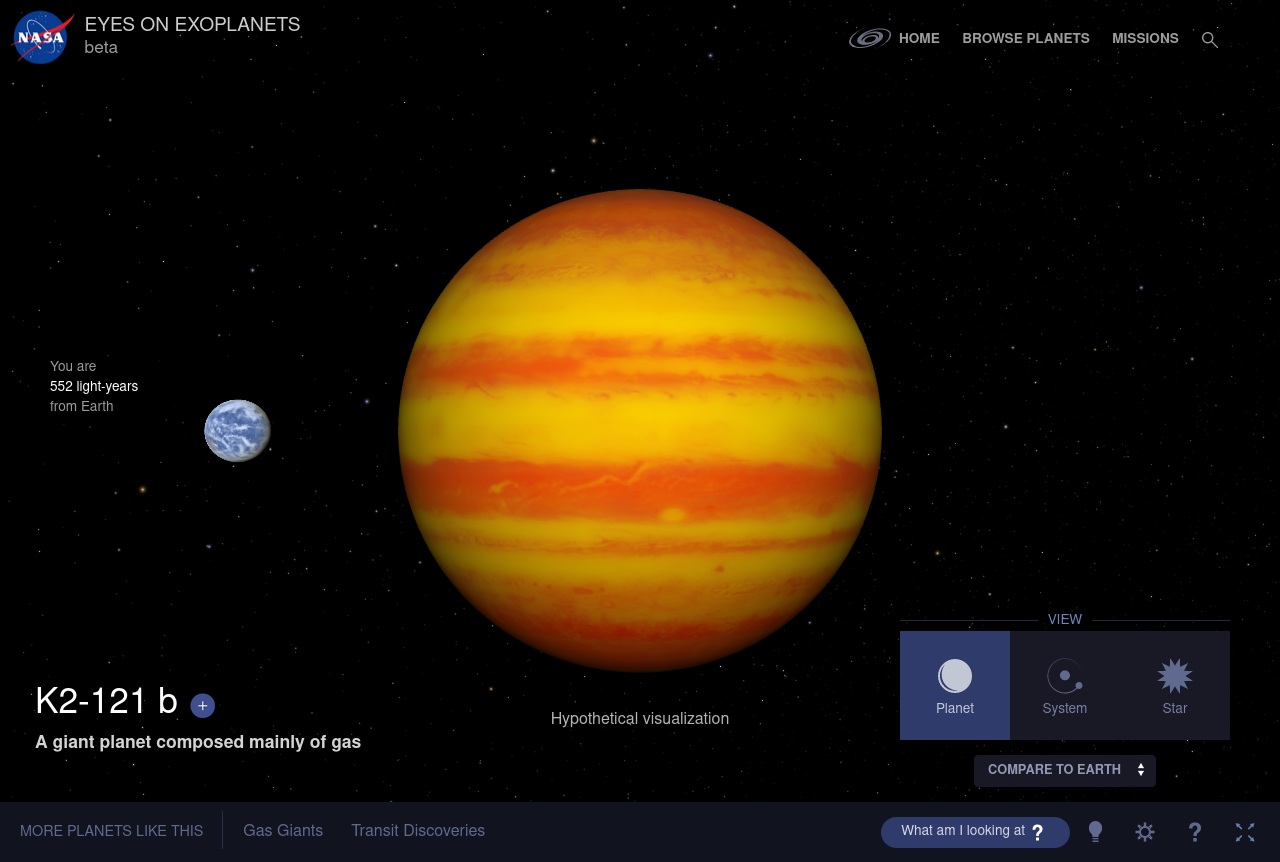 NASA
EYES ON EXOPLANETS
beta
HOME
BROWSE PLANETS
MISSIONS
You are
552 light-years
from Earth
K2-121 b
+
A giant planet composed mainly of gas
Hypothetical visualization
VIEW
Planet
System
Star
COMPARE TO EARTH
MORE PLANETS LIKE THIS
Gas Giants
Transit Discoveries
What am I looking at ?
?